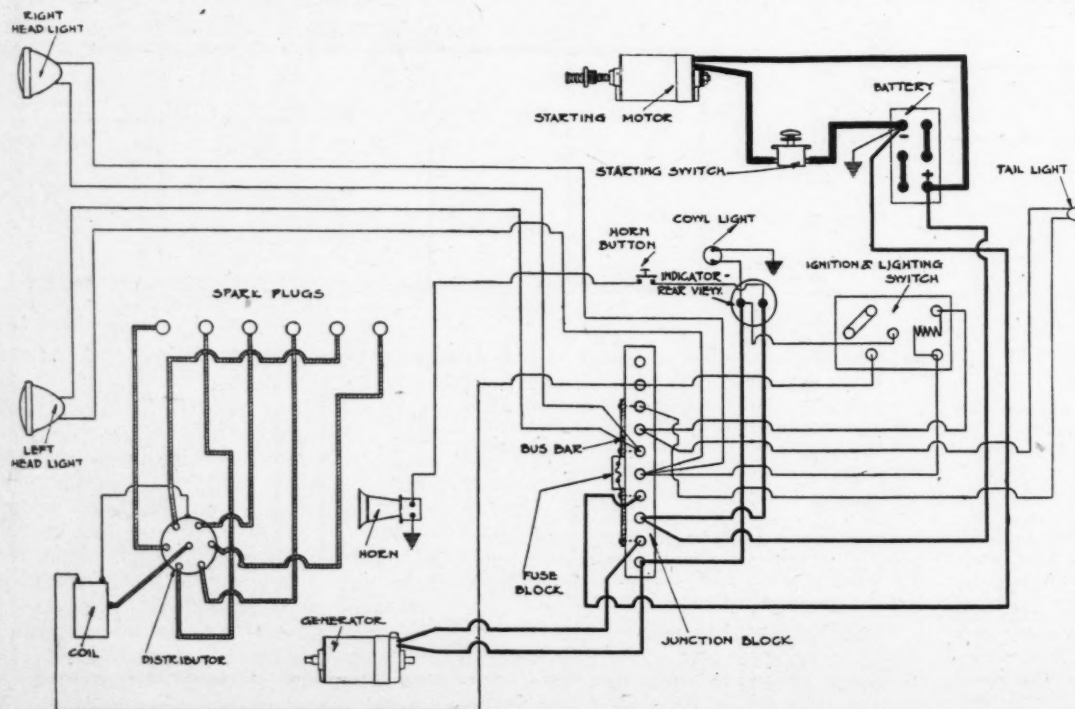 RIGHT
HEAD LIGHT
STARTING MOTOR
BATTERY
-
+
STARTING SWITCH
TAIL LIGHT
COWL LIGHT
HORN
BUTTON
INDICATOR -
REAR VIEW
IGNITION & LIGHTING
SWITCH
SPARK PLUGS
LEFT
HEAD LIGHT
BUS BAR
HORN
FUSE
BLOCK
JUNCTION BLOCK
GENERATOR
COIL
DISTRIBUTOR